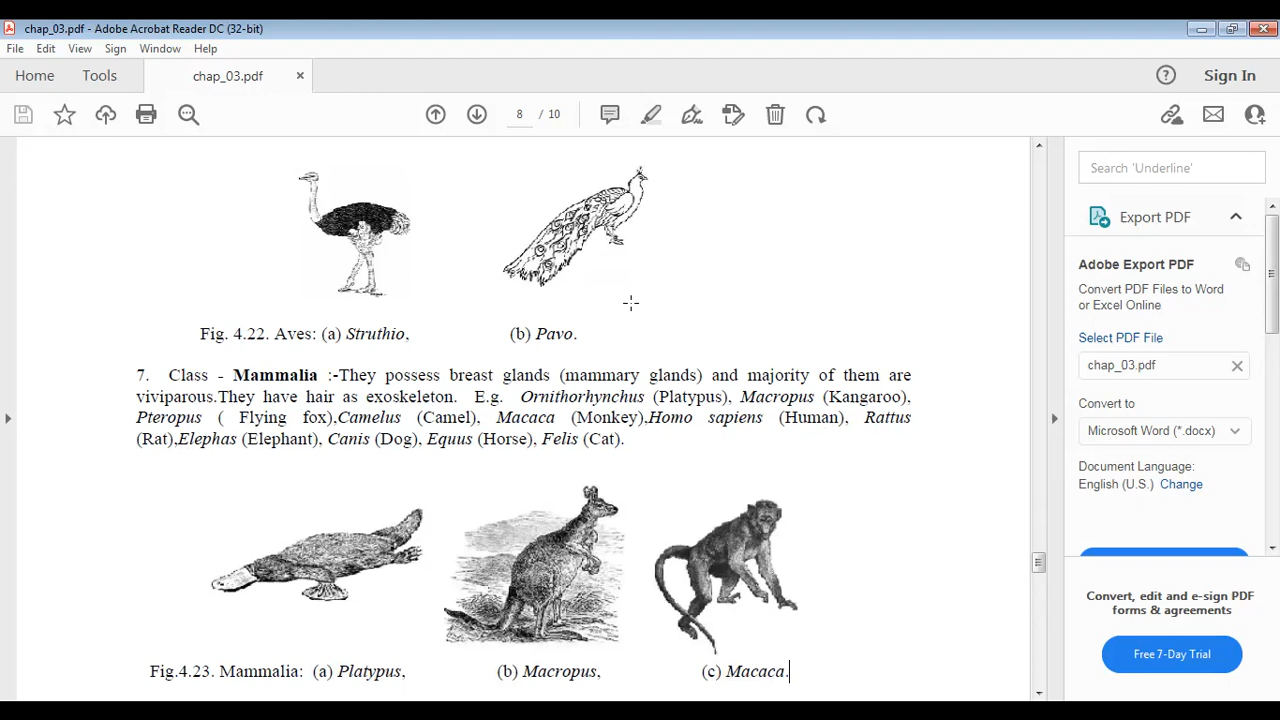 chap_03.pdf - Adobe Acrobat Reader DC (32-bit)
File Edit View Sign Window Help
Home Tools chap_03.pdf × Sign In
8 / 10
Search 'Underline'
Export PDF
Adobe Export PDF
Convert PDF Files to Word
or Excel Online
Select PDF File
chap_03.pdf
Convert to
Microsoft Word (*.docx)
Document Language:
English (U.S.) Change
Convert, edit and e-sign PDF
forms & agreements
Free 7-Day Trial
Fig. 4.22. Aves: (a) Struthio, (b) Pavo.
7. Class - Mammalia :-They possess breast glands (mammary glands) and majority of them are
viviparous.They have hair as exoskeleton. E.g. Ornithorhynchus (Platypus), Macropus (Kangaroo),
Pteropus ( Flying fox),Camelus (Camel), Macaca (Monkey),Homo sapiens (Human), Rattus
(Rat),Elephas (Elephant), Canis (Dog), Equus (Horse), Felis (Cat).
Fig.4.23. Mammalia: (a) Platypus, (b) Macropus, (c) Macaca.